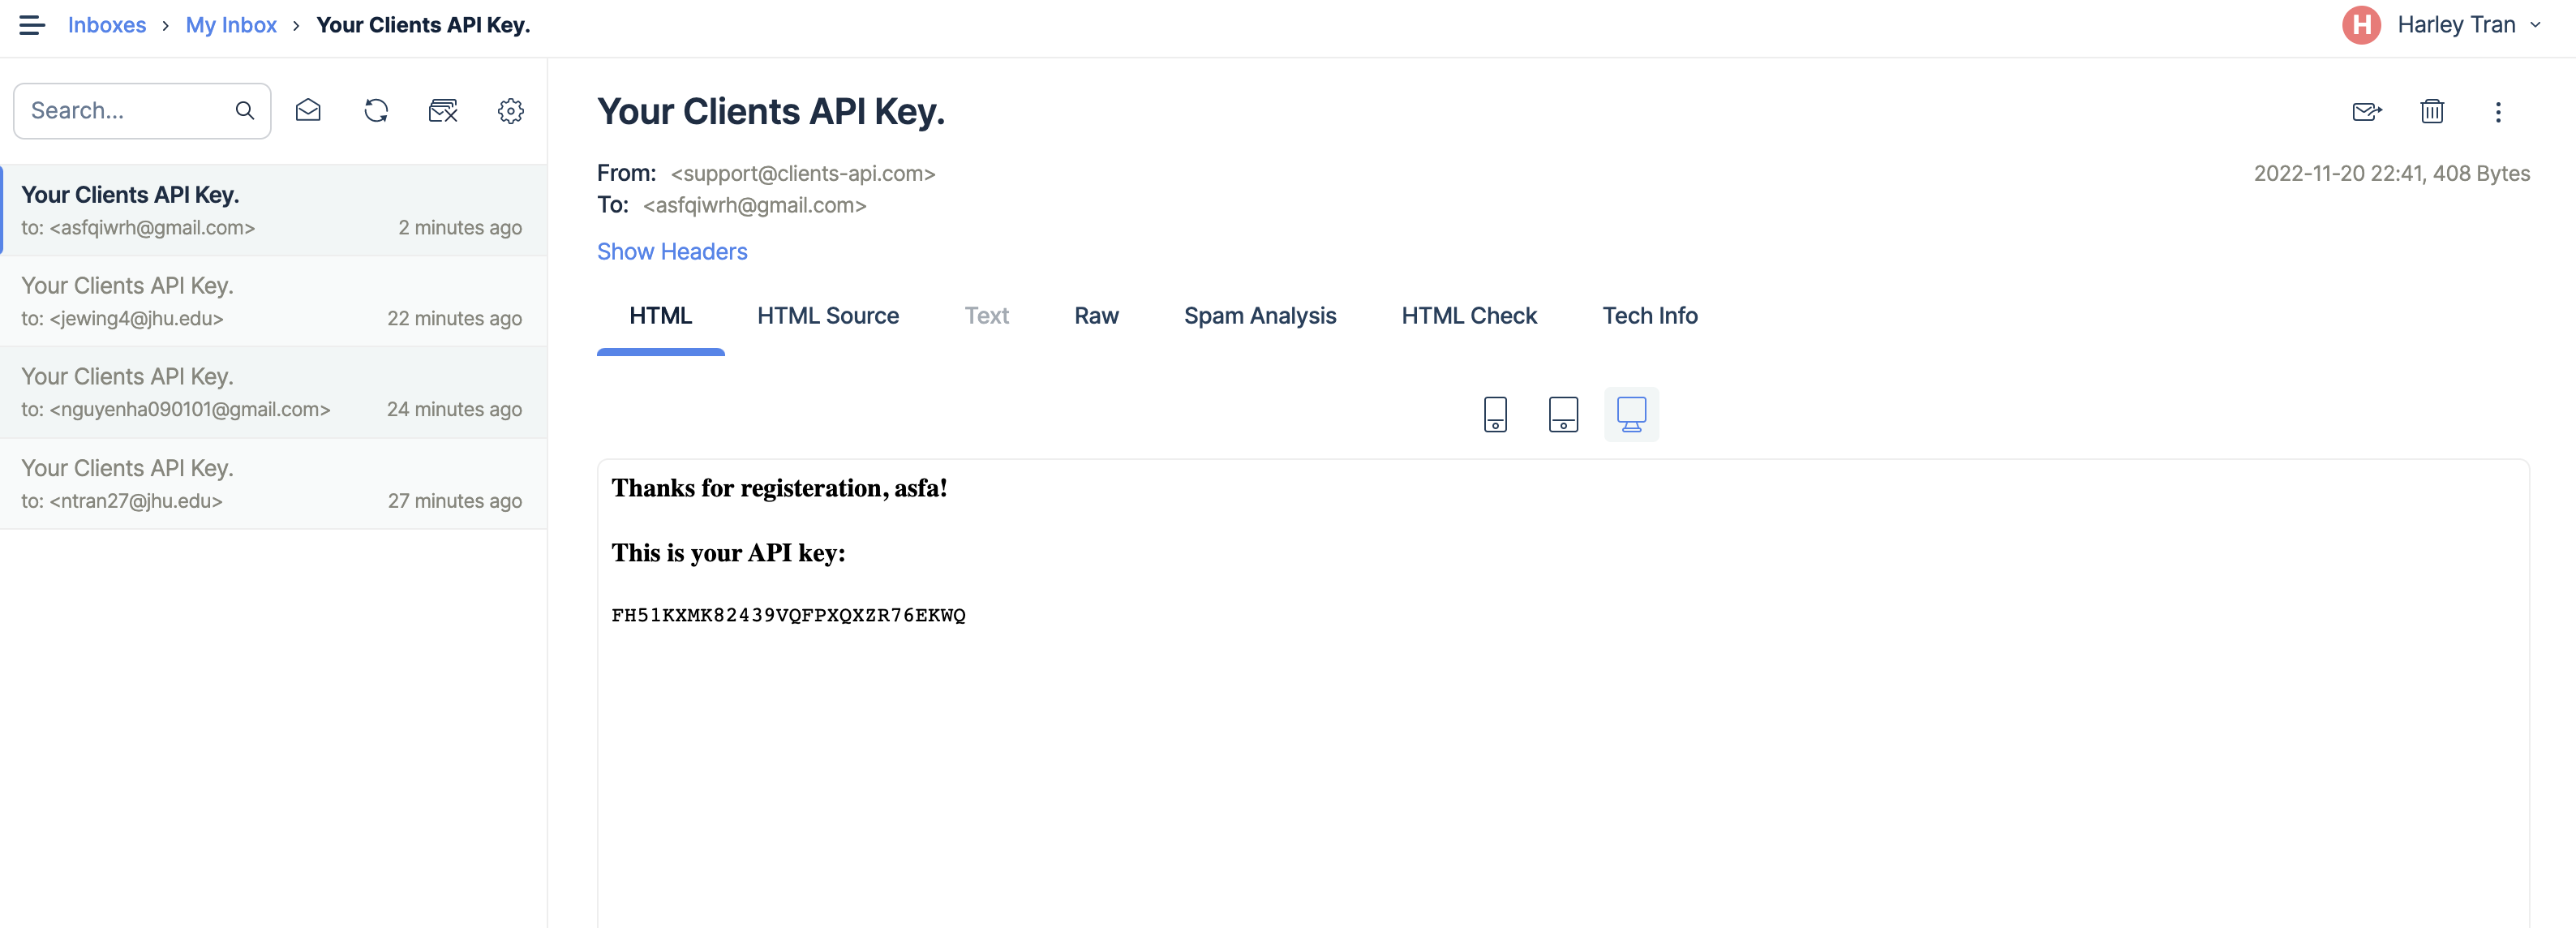 Inboxes › My Inbox › Your Clients API Key.
H Harley Tran
Search...
Your Clients API Key.
to: <asfqiwrh@gmail.com> 2 minutes ago
Your Clients API Key.
to: <jewing4@jhu.edu> 22 minutes ago
Your Clients API Key.
to: <nguyenha090101@gmail.com> 24 minutes ago
Your Clients API Key.
to: <ntran27@jhu.edu> 27 minutes ago
Your Clients API Key.
From: <support@clients-api.com> 2022-11-20 22:41, 408 Bytes
To: <asfqiwrh@gmail.com>
Show Headers
HTML HTML Source Text Raw Spam Analysis HTML Check Tech Info
Thanks for registeration, asfa!
This is your API key:
FH51KXMK82439VQFPXQXZR76EKWQ